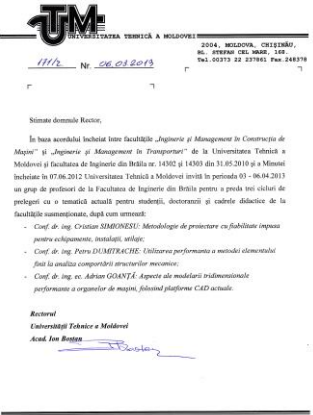 UTM
UNIVERSITATEA TEHNICĂ A MOLDOVEI
2004, MOLDOVA, CHIŞINĂU,
BL. STEFAN CEL MARE, 168.
Tel.00373 22 237861 Fax.248378
Nr. 06.03.2013
Stimate domnule Rector,
În baza acordului încheiat între facultăţile „Inginerie şi Management în Construcţia de
Maşini" şi „Inginerie şi Management în Transporturi" de la Universitatea Tehnică a
Moldovei şi facultatea de Inginerie din Brăila nr. 14302 şi 14303 din 31.05.2010 şi a Minutei
încheiate în 07.06.2012 Universitatea Tehnică a Moldovei invită în perioada 03 - 06.04.2013
un grup de profesori de la Facultatea de Inginerie din Brăila pentru a preda trei cicluri de
prelegeri cu o tematică actuală pentru studenţii, doctoranzii şi cadrele didactice de la
facultăţile susmenţionate, după cum urmează:
- Conf. dr. ing. Cristian SIMIONESU: Metodologie de proiectare cu fiabilitate impusa
pentru echipamente, instalaţii, utilaje;
- Conf. dr. ing. Petru DUMITRACHE: Utilizarea performanta a metodei elementului
finit la analiza comportării structurilor mecanice;
- Conf. dr. ing. ec. Adrian GOANŢĂ: Aspecte ale modelarii tridimensionale
performante a organelor de maşini, folosind platforme CAD actuale.
Rectorul
Universităţii Tehnice a Moldovei
Acad. Ion Bostan